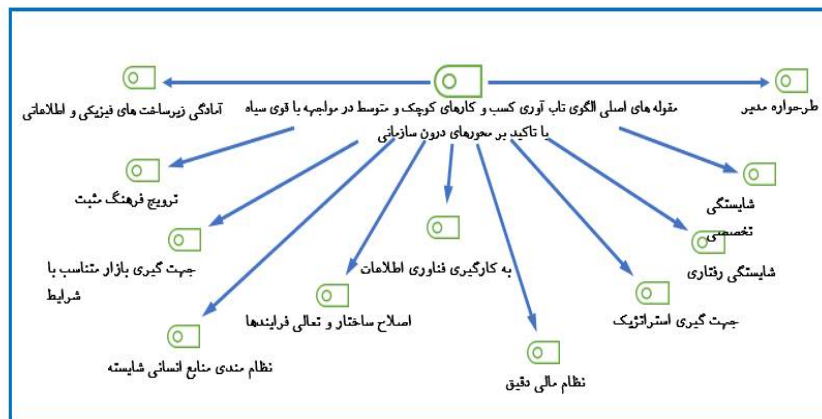 مقوله های اصلی الگوی تاب آوری کسب و کارهای کوچک و متوسط در مواجهه با قوی سیاه
با تاکید بر محورهای درون سازمانی
طرحواره مدیر
آمادگی زیرساخت های فیزیکی و اطلاعاتی
شایستگی
تخصصی
ترویج فرهنگ مثبت
شایستگی رفتاری
به کارگیری فناوری اطلاعات
جهت گیری بازار متناسب با
شرایط
جهت گیری استراتژیک
اصلاح ساختار و تعالی فرایندها
نظام مندی منابع انسانی شایسته
نظام مالی دقیق